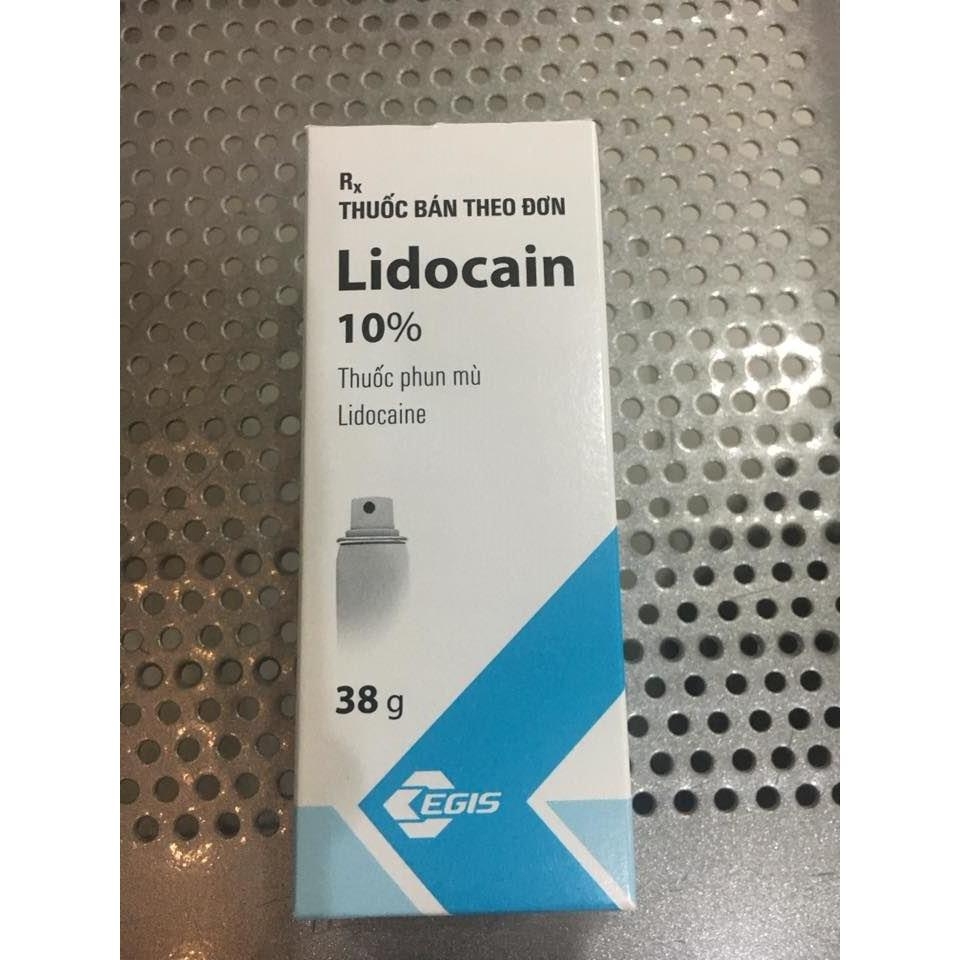 Rx
THUỐC BÁN THEO ĐƠN
Lidocain
10%
Thuốc phun mù
Lidocaine
38 g
EGIS